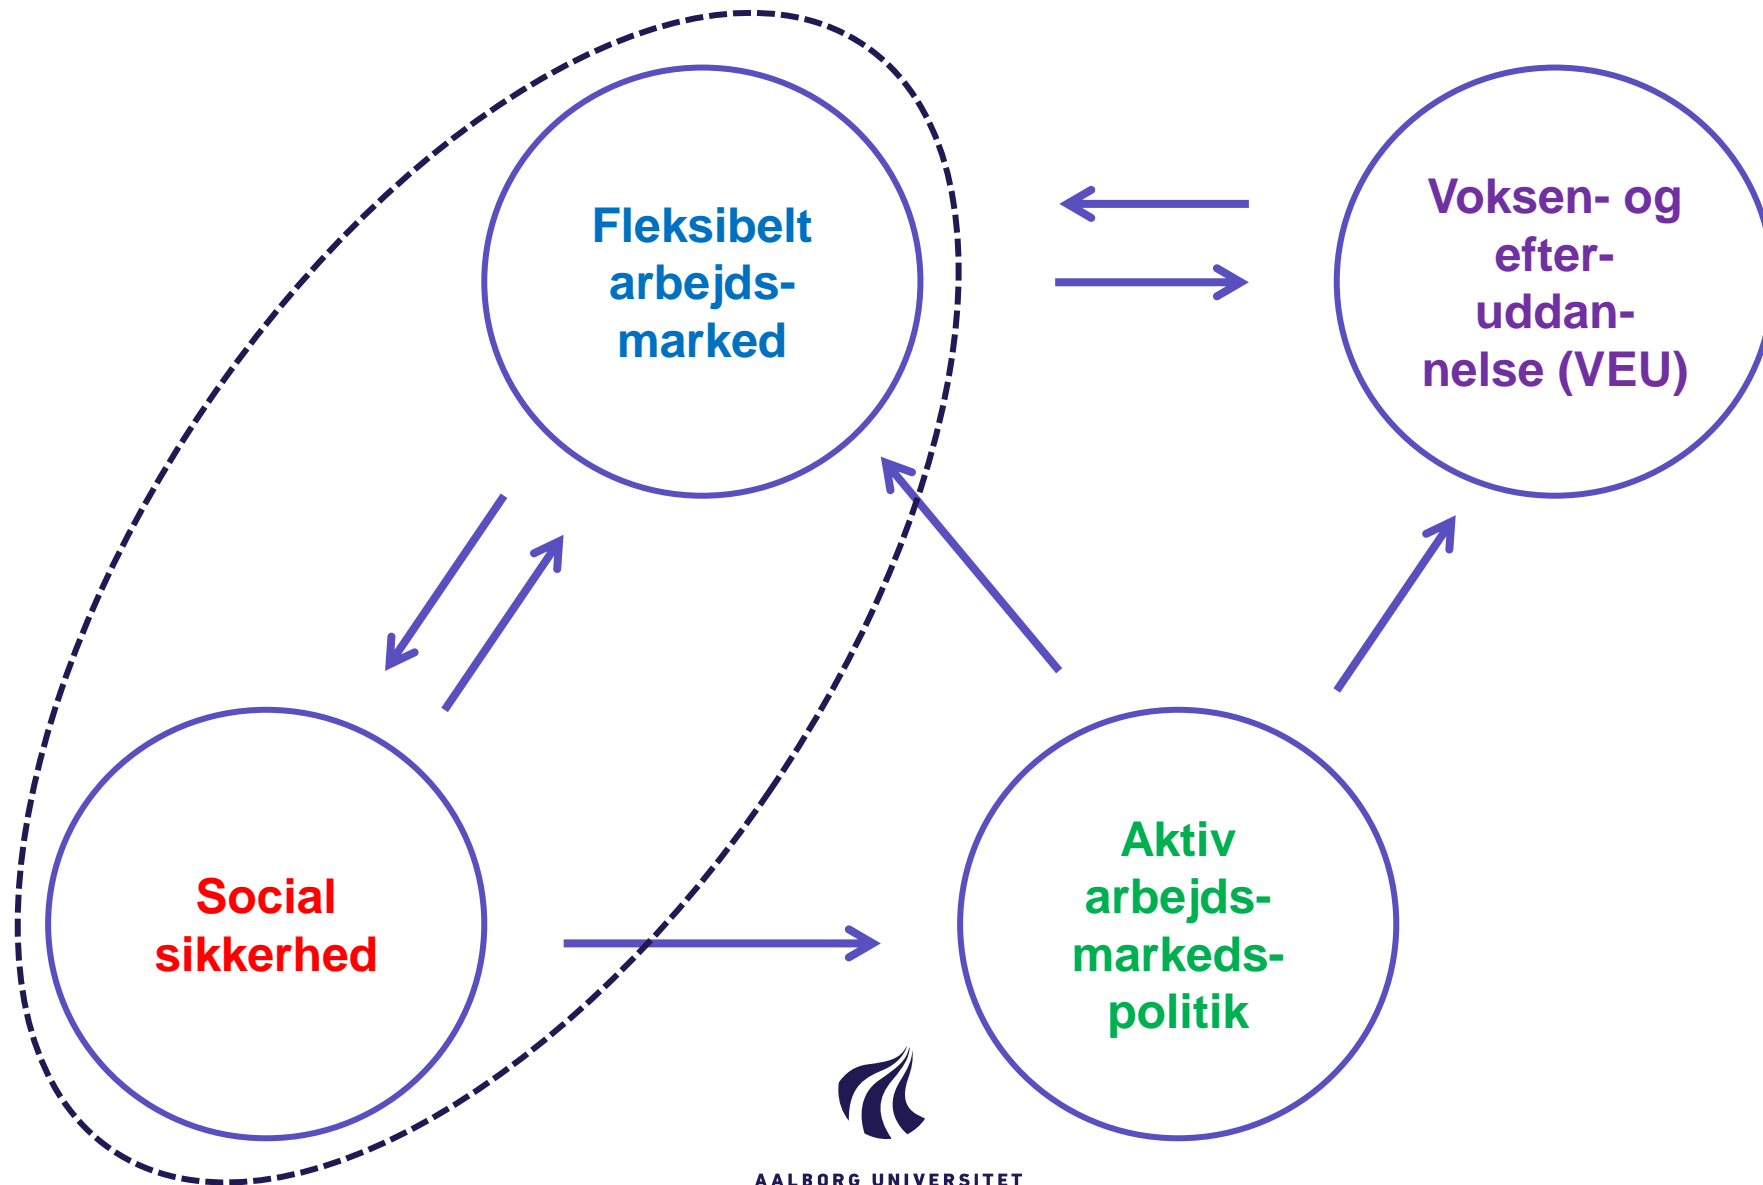 Fleksibelt
arbejds-
marked
Voksen- og
efter-
uddan-
nelse (VEU)
Social
sikkerhed
Aktiv
arbejds-
markeds-
politik
AALBORG UNIVERSITET